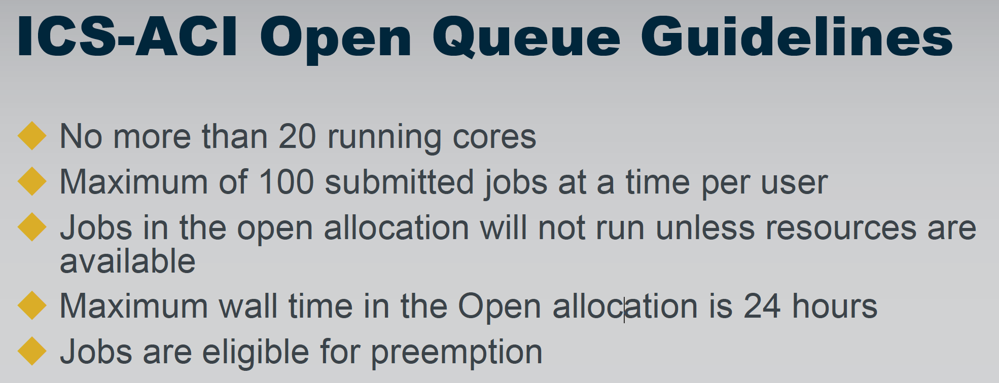 ICS-ACI Open Queue Guidelines
No more than 20 running cores
Maximum of 100 submitted jobs at a time per user
Jobs in the open allocation will not run unless resources are
available
Maximum wall time in the Open allocation is 24 hours
Jobs are eligible for preemption